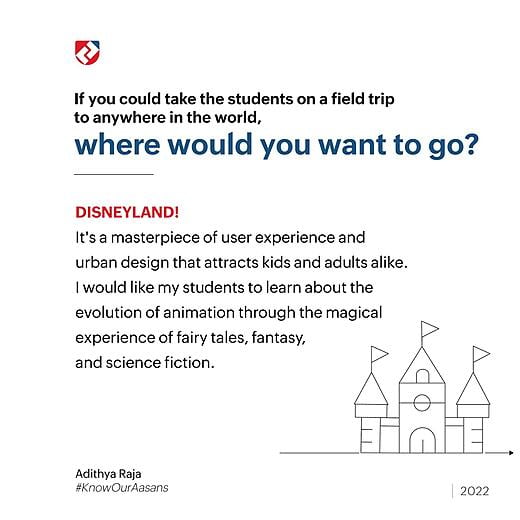 If you could take the students on a field trip
to anywhere in the world,
where would you want to go?
DISNEYLAND!
It's a masterpiece of user experience and
urban design that attracts kids and adults alike.
I would like my students to learn about the
evolution of animation through the magical
experience of fairy tales, fantasy,
and science fiction.
Adithya Raja
#KnowOurAasans
2022